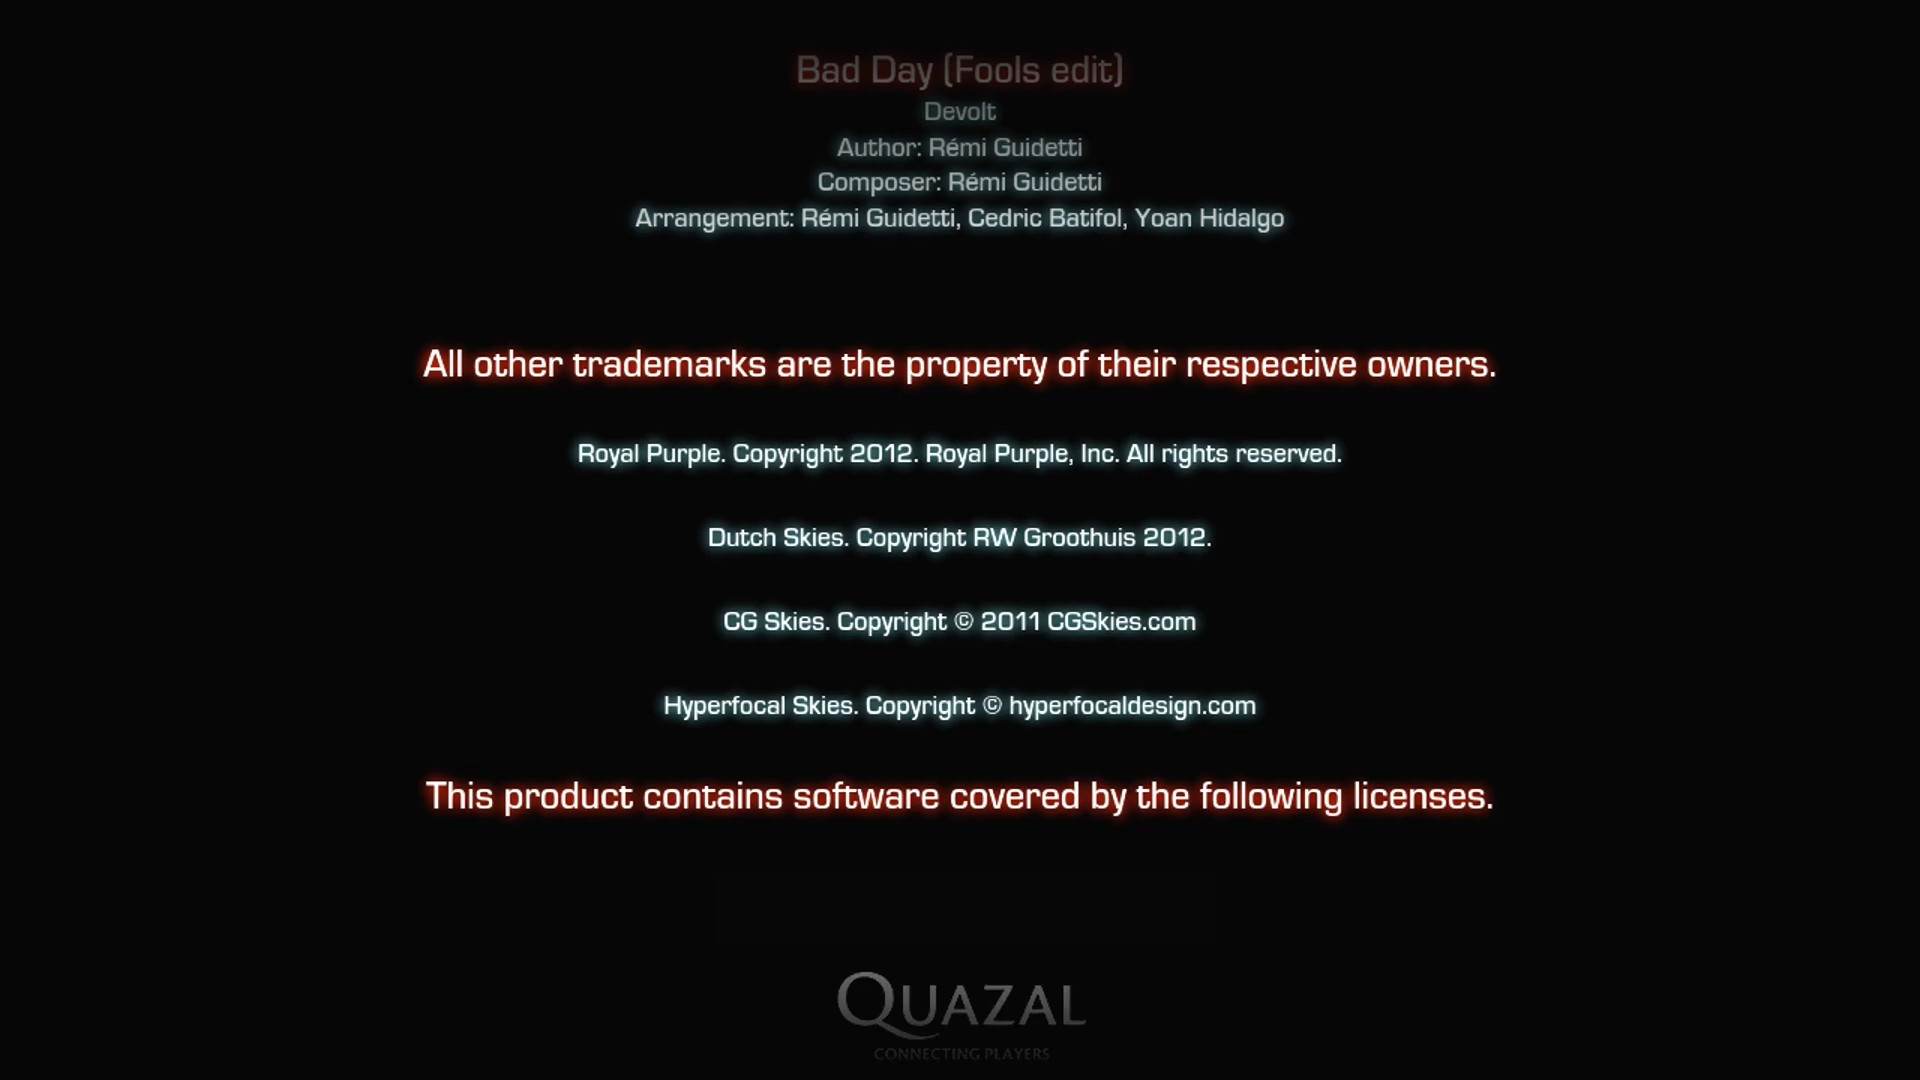 Bad Day (Fools edit)
Devolt
Author: Rémi Guidetti
Composer: Rémi Guidetti
Arrangement: Rémi Guidetti, Cedric Batifol, Yoan Hidalgo
All other trademarks are the property of their respective owners.
Royal Purple. Copyright 2012. Royal Purple, Inc. All rights reserved.
Dutch Skies. Copyright RW Groothuis 2012.
CG Skies. Copyright © 2011 CGSkies.com
Hyperfocal Skies. Copyright © hyperfocaldesign.com
This product contains software covered by the following licenses.
QUAZAL
CONNECTING PLAYERS